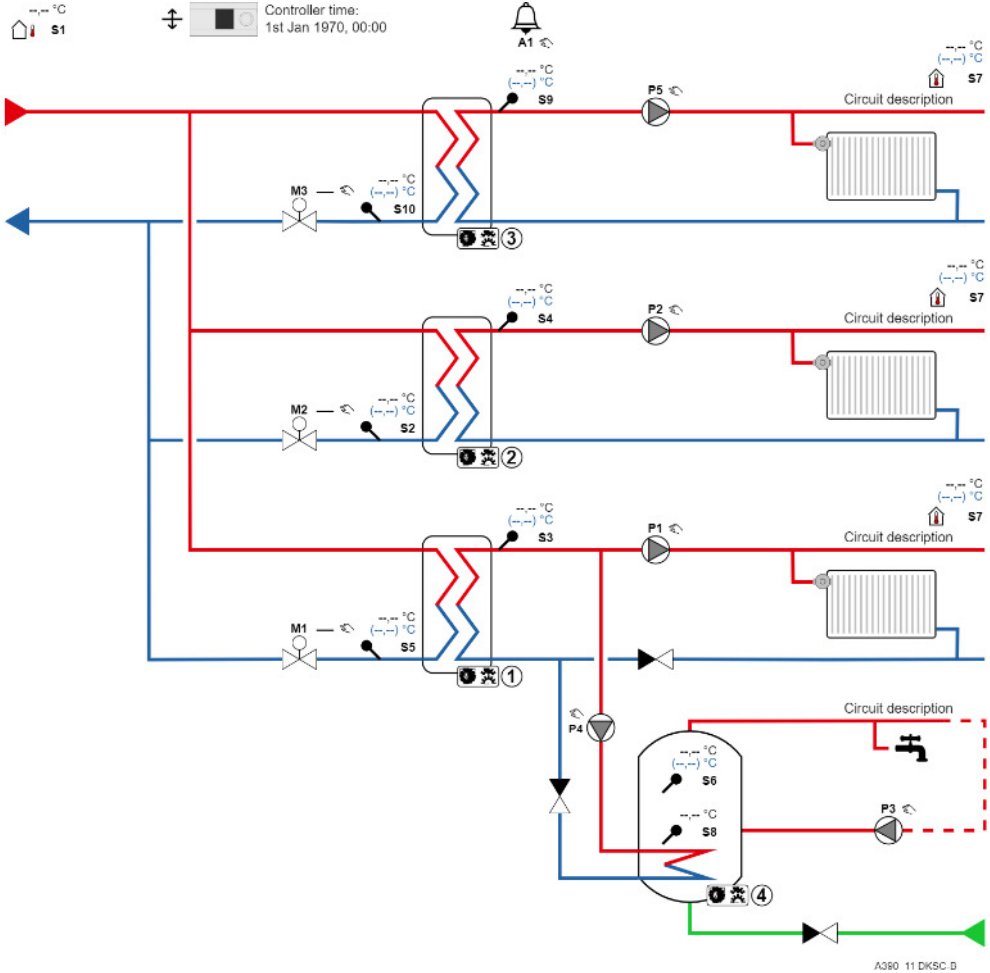 --,-- °C
S1
Controller time:
1st Jan 1970, 00:00
A1
--,-- °C
(--,--) °C
S9
P5
--,-- °C
(--,--) °C
S7
Circuit description
M3
--,-- °C
(--,--) °C
S10
3
--,-- °C
(--,--) °C
S4
P2
--,-- °C
(--,--) °C
S7
Circuit description
M2
--,-- °C
(--,--) °C
S2
2
--,-- °C
(--,--) °C
S3
P1
--,-- °C
(--,--) °C
S7
Circuit description
M1
--,-- °C
(--,--) °C
S5
1
P4
Circuit description
--,-- °C
(--,--) °C
S6
--,-- °C
S8
P3
4
A390_11 DKSC-B